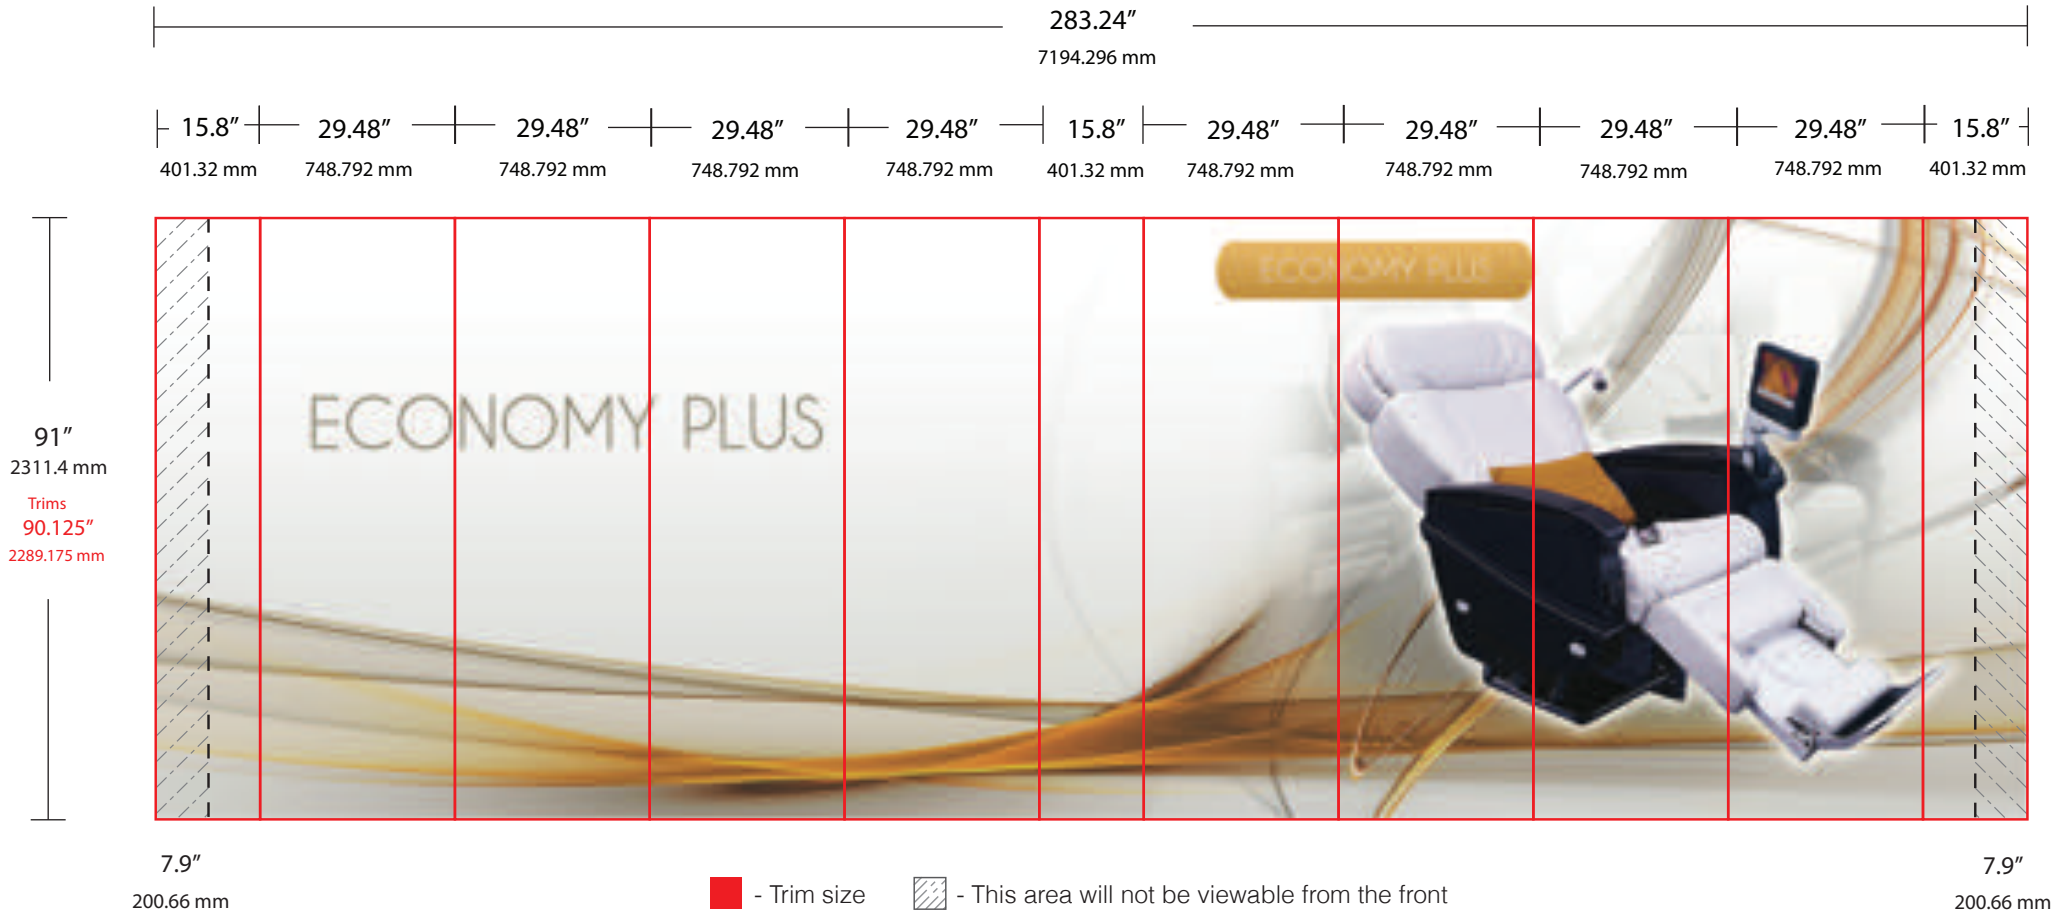 283.24"
7194.296 mm
15.8" 29.48" 29.48" 29.48" 29.48" 15.8" 29.48" 29.48" 29.48" 29.48" 15.8"
401.32 mm 748.792 mm 748.792 mm 748.792 mm 748.792 mm 401.32 mm 748.792 mm 748.792 mm 748.792 mm 748.792 mm 401.32 mm
ECONOMY PLUS
ECONOMY PLUS
91"
2311.4 mm
Trims
90.125"
2289.175 mm
7.9"
200.66 mm
- Trim size
- This area will not be viewable from the front
7.9"
200.66 mm